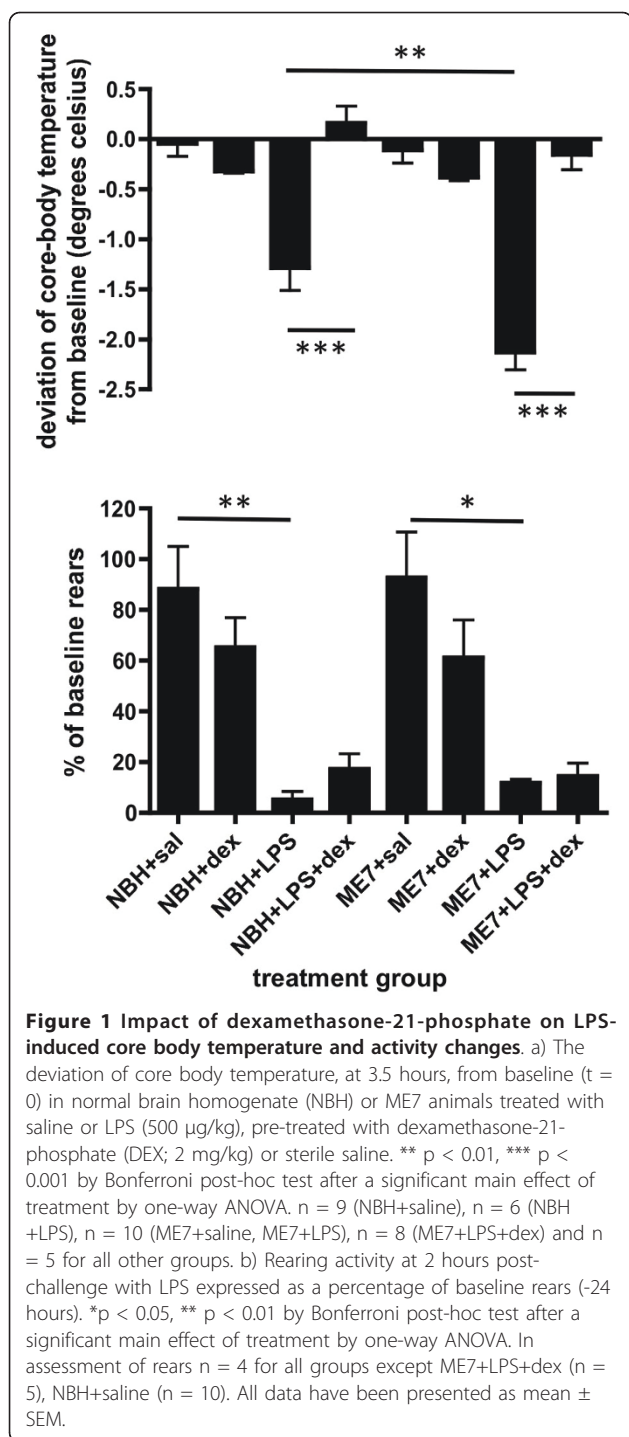 deviation of core-body temperature
from baseline (degrees celsius)
0.5
0.0
-0.5
-1.0
-1.5
-2.0
-2.5
**
***
***
% of baseline rears
120
100
80
60
40
20
0
**
*
NBH+sal
NBH+dex
NBH+LPS
NBH+LPS+dex
ME7+sal
ME7+dex
ME7+LPS
ME7+LPS+dex
treatment group
Figure 1 Impact of dexamethasone-21-phosphate on LPS-
induced core body temperature and activity changes. a) The
deviation of core body temperature, at 3.5 hours, from baseline (t =
0) in normal brain homogenate (NBH) or ME7 animals treated with
saline or LPS (500 μg/kg), pre-treated with dexamethasone-21-
phosphate (DEX; 2 mg/kg) or sterile saline. ** p < 0.01, *** p <
0.001 by Bonferroni post-hoc test after a significant main effect of
treatment by one-way ANOVA. n = 9 (NBH+saline), n = 6 (NBH
+LPS), n = 10 (ME7+saline, ME7+LPS), n = 8 (ME7+LPS+dex) and n
= 5 for all other groups. b) Rearing activity at 2 hours post-
challenge with LPS expressed as a percentage of baseline rears (-24
hours). *p < 0.05, ** p < 0.01 by Bonferroni post-hoc test after a
significant main effect of treatment by one-way ANOVA. In
assessment of rears n = 4 for all groups except ME7+LPS+dex (n =
5), NBH+saline (n = 10). All data have been presented as mean ±
SEM.